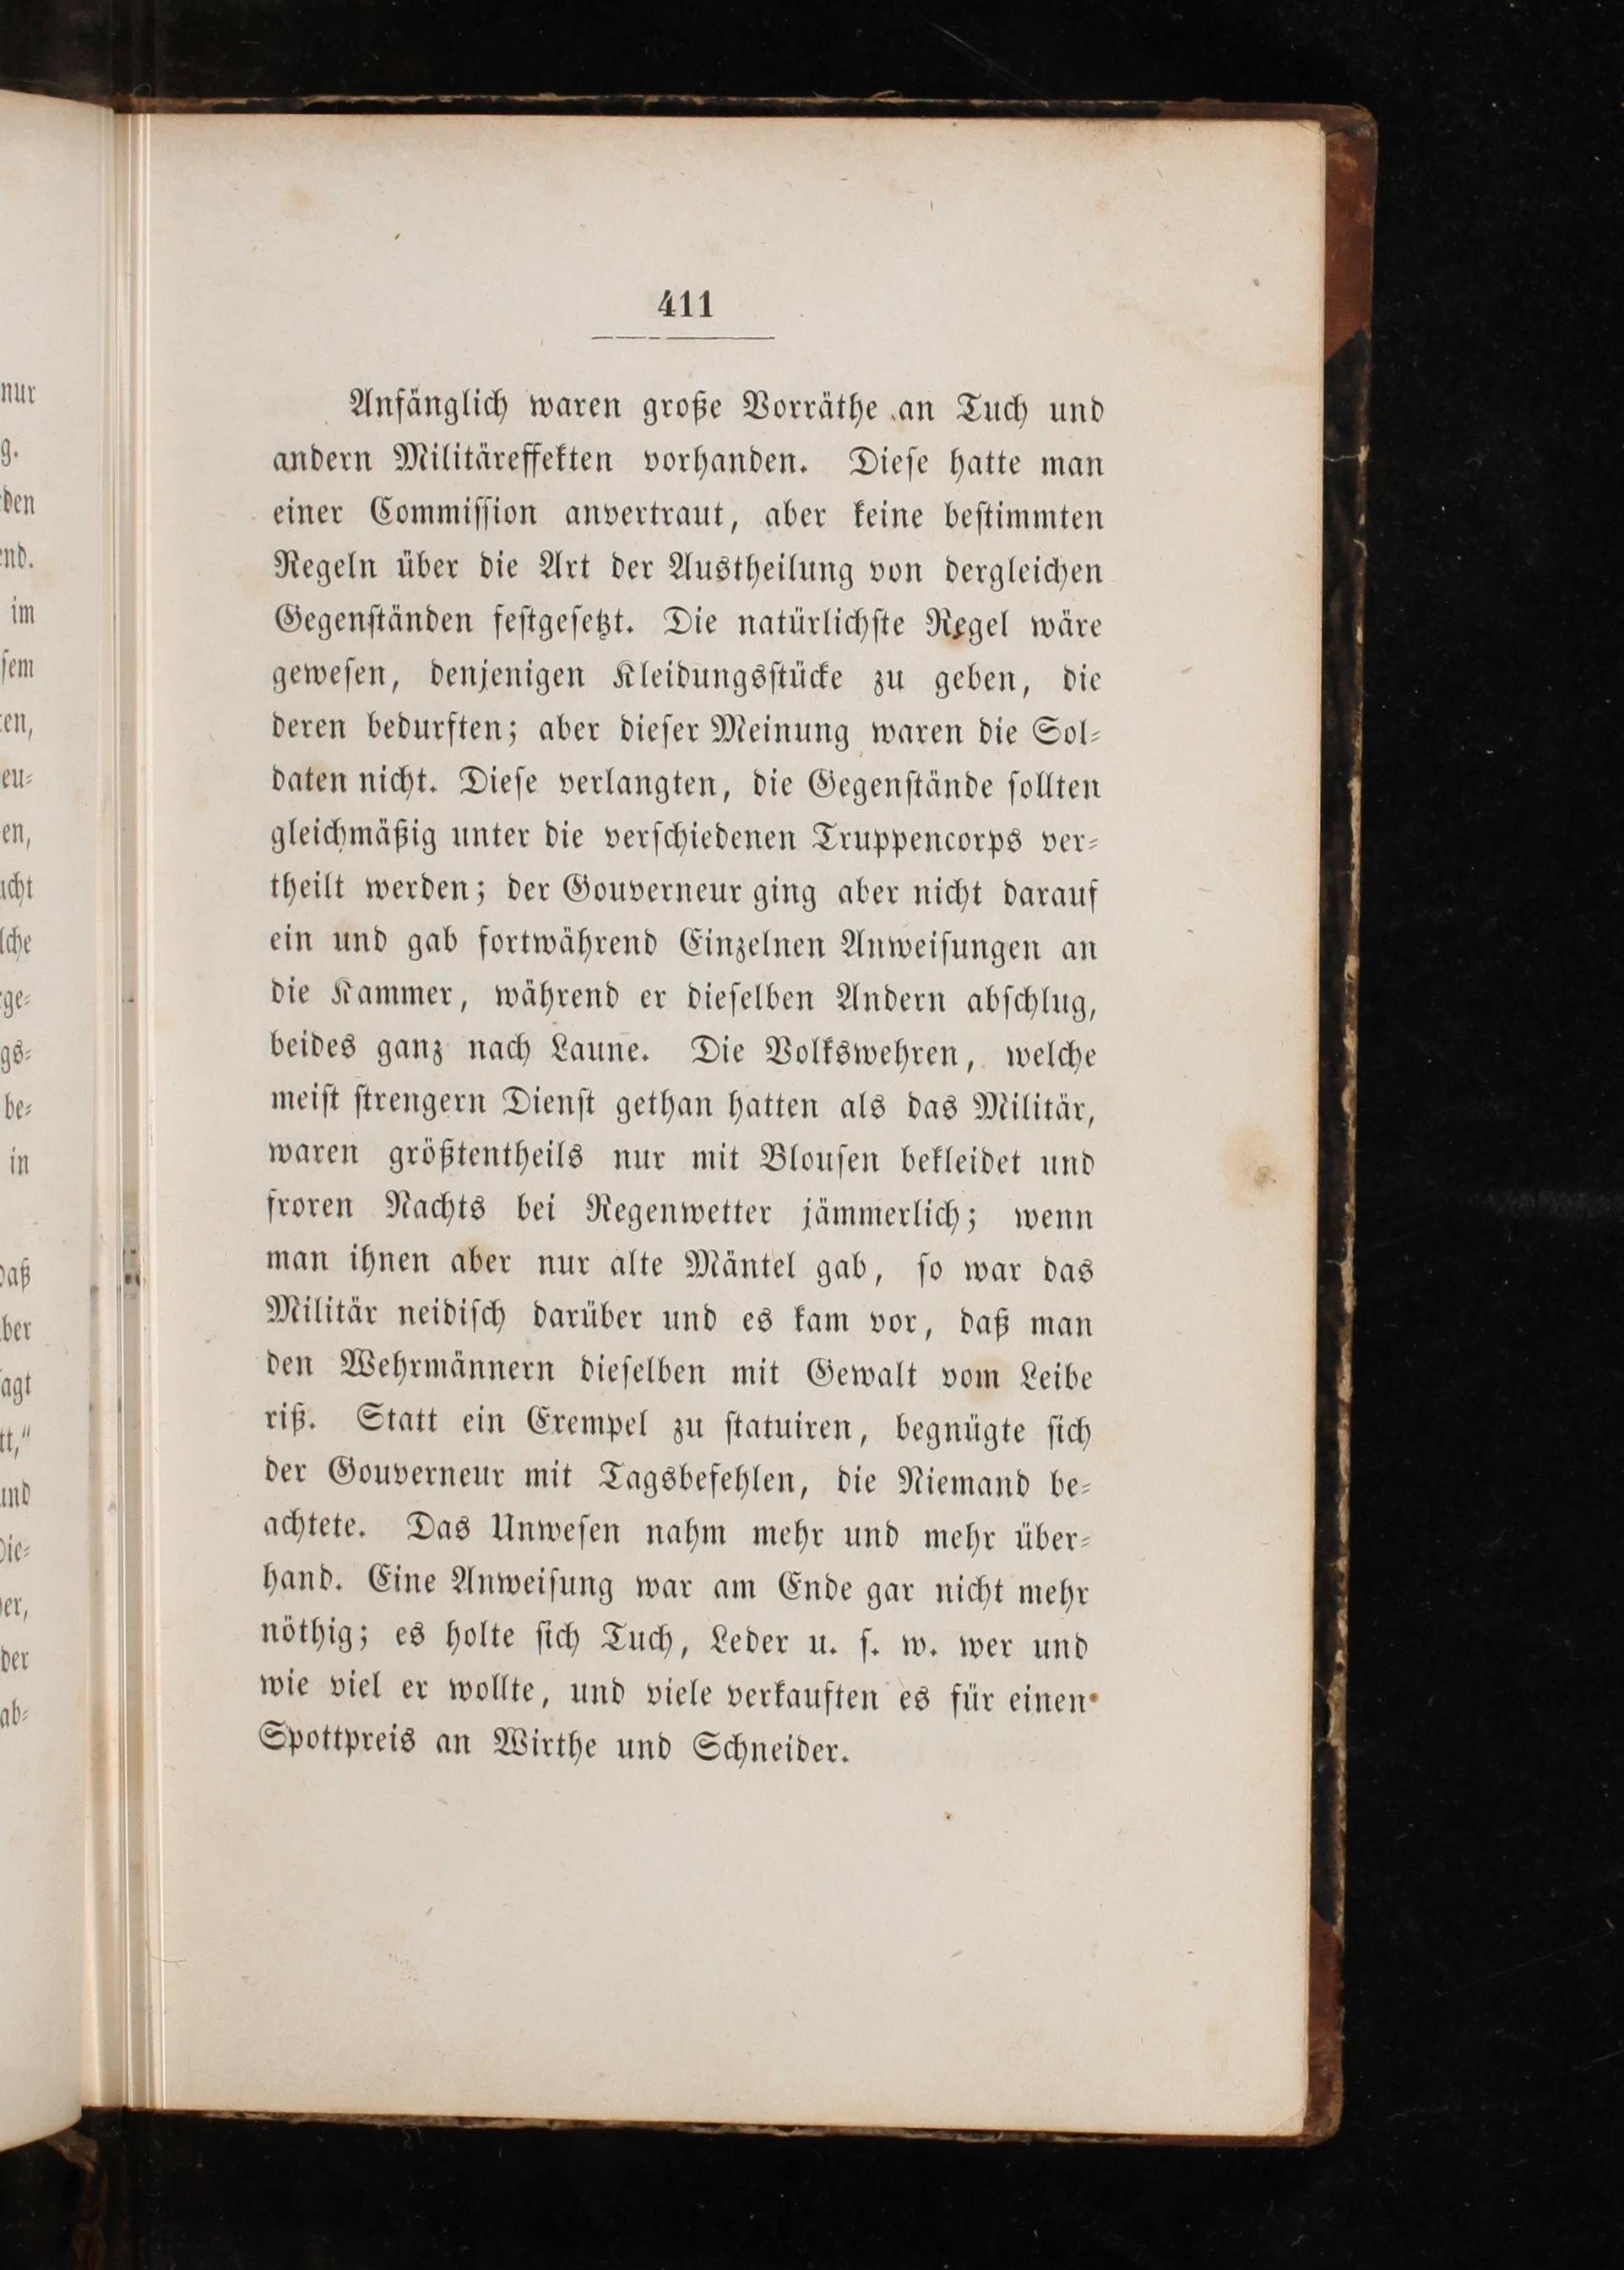 411
Anfänglich waren große Vorräthe an Tuch und
andern Militäreffekten vorhanden. Diese hatte man
einer Commission anvertraut, aber keine bestimmten
Regeln über die Art der Austheilung von dergleichen
Gegenständen festgesetzt. Die natürlichste Regel wäre
gewesen, denjenigen Kleidungsstücke zu geben, die
deren bedurften; aber dieser Meinung waren die Sol-
daten nicht. Diese verlangten, die Gegenstände sollten
gleichmäßig unter die verschiedenen Truppencorps ver-
theilt werden; der Gouverneur ging aber nicht darauf
ein und gab fortwährend Einzelnen Anweisungen an
die Kammer, während er dieselben Andern abschlug,
beides ganz nach Laune. Die Volkswehren, welche
meist strengern Dienst gethan hatten als das Militär,
waren größtentheils nur mit Blousen bekleidet und
froren Nachts bei Regenwetter jämmerlich; wenn
man ihnen aber nur alte Mäntel gab, so war das
Militär neidisch darüber und es kam vor, daß man
den Wehrmännern dieselben mit Gewalt vom Leibe
riß. Statt ein Exempel zu statuiren, begnügte sich
der Gouverneur mit Tagsbefehlen, die Niemand be-
achtete. Das Unwesen nahm mehr und mehr über-
hand. Eine Anweisung war am Ende gar nicht mehr
nöthig; es holte sich Tuch, Leder u. s. w. wer und
wie viel er wollte, und viele verkauften es für einen
Spottpreis an Wirthe und Schneider.